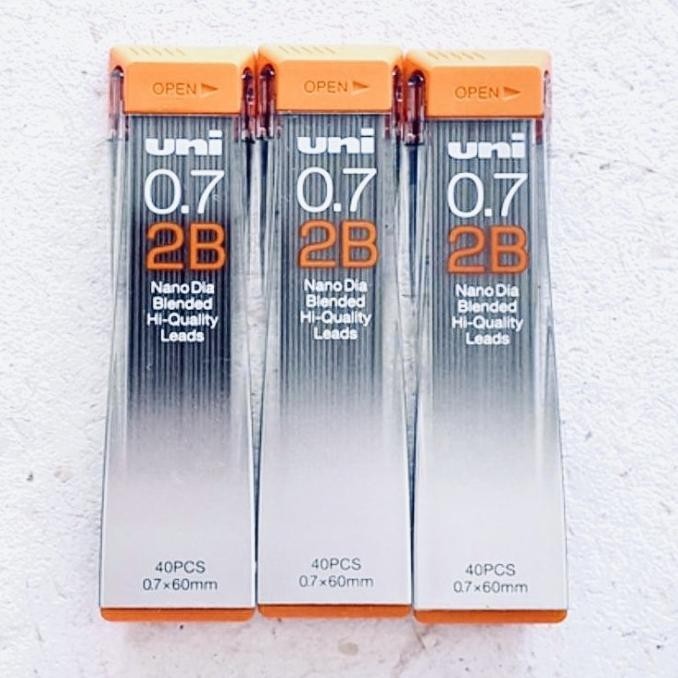 OPEN
uni
0.7
2B
Nano Dia
Blended
Hi-Quality
Leads
40PCS
0.7×60mm
OPEN
uni
0.7
2B
Nano Dia
Blended
Hi-Quality
Leads
40PCS
0.7×60mm
OPEN
uni
0.7
2B
Nano Dia
Blended
Hi-Quality
Leads
40PCS
0.7×60mm